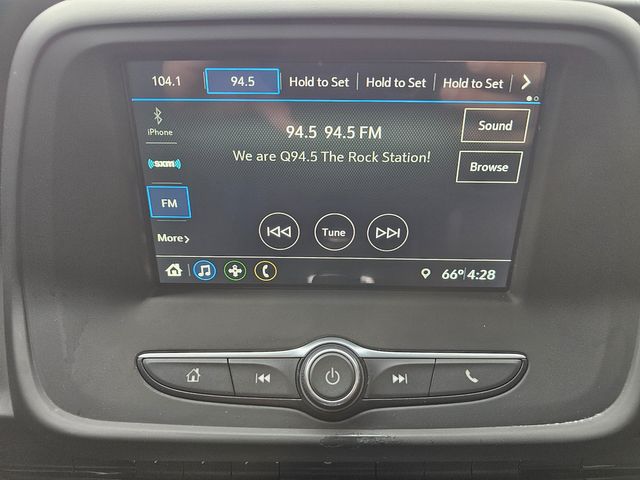 104.1 94.5 Hold to Set Hold to Set Hold to Set
iPhone
94.5 94.5 FM
Sound
We are Q94.5 The Rock Station!
((sxm))
Browse
FM
Tune
More
66° 4:28